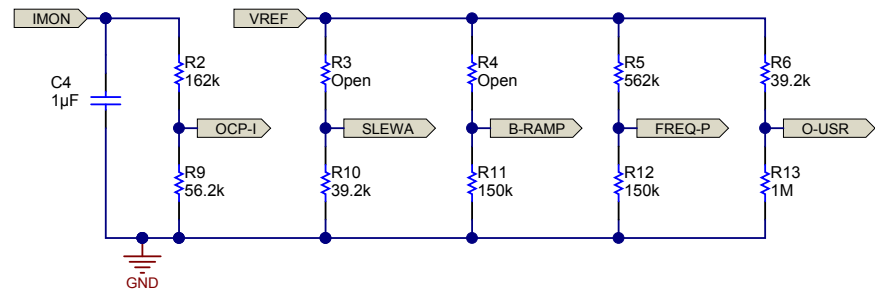 IMON
VREF
C4
1µF
R2
162k
R3
Open
R4
Open
R5
562k
R6
39.2k
OCP-I
SLEWA
B-RAMP
FREQ-P
O-USR
R9
56.2k
R10
39.2k
R11
150k
R12
150k
R13
1M
GND